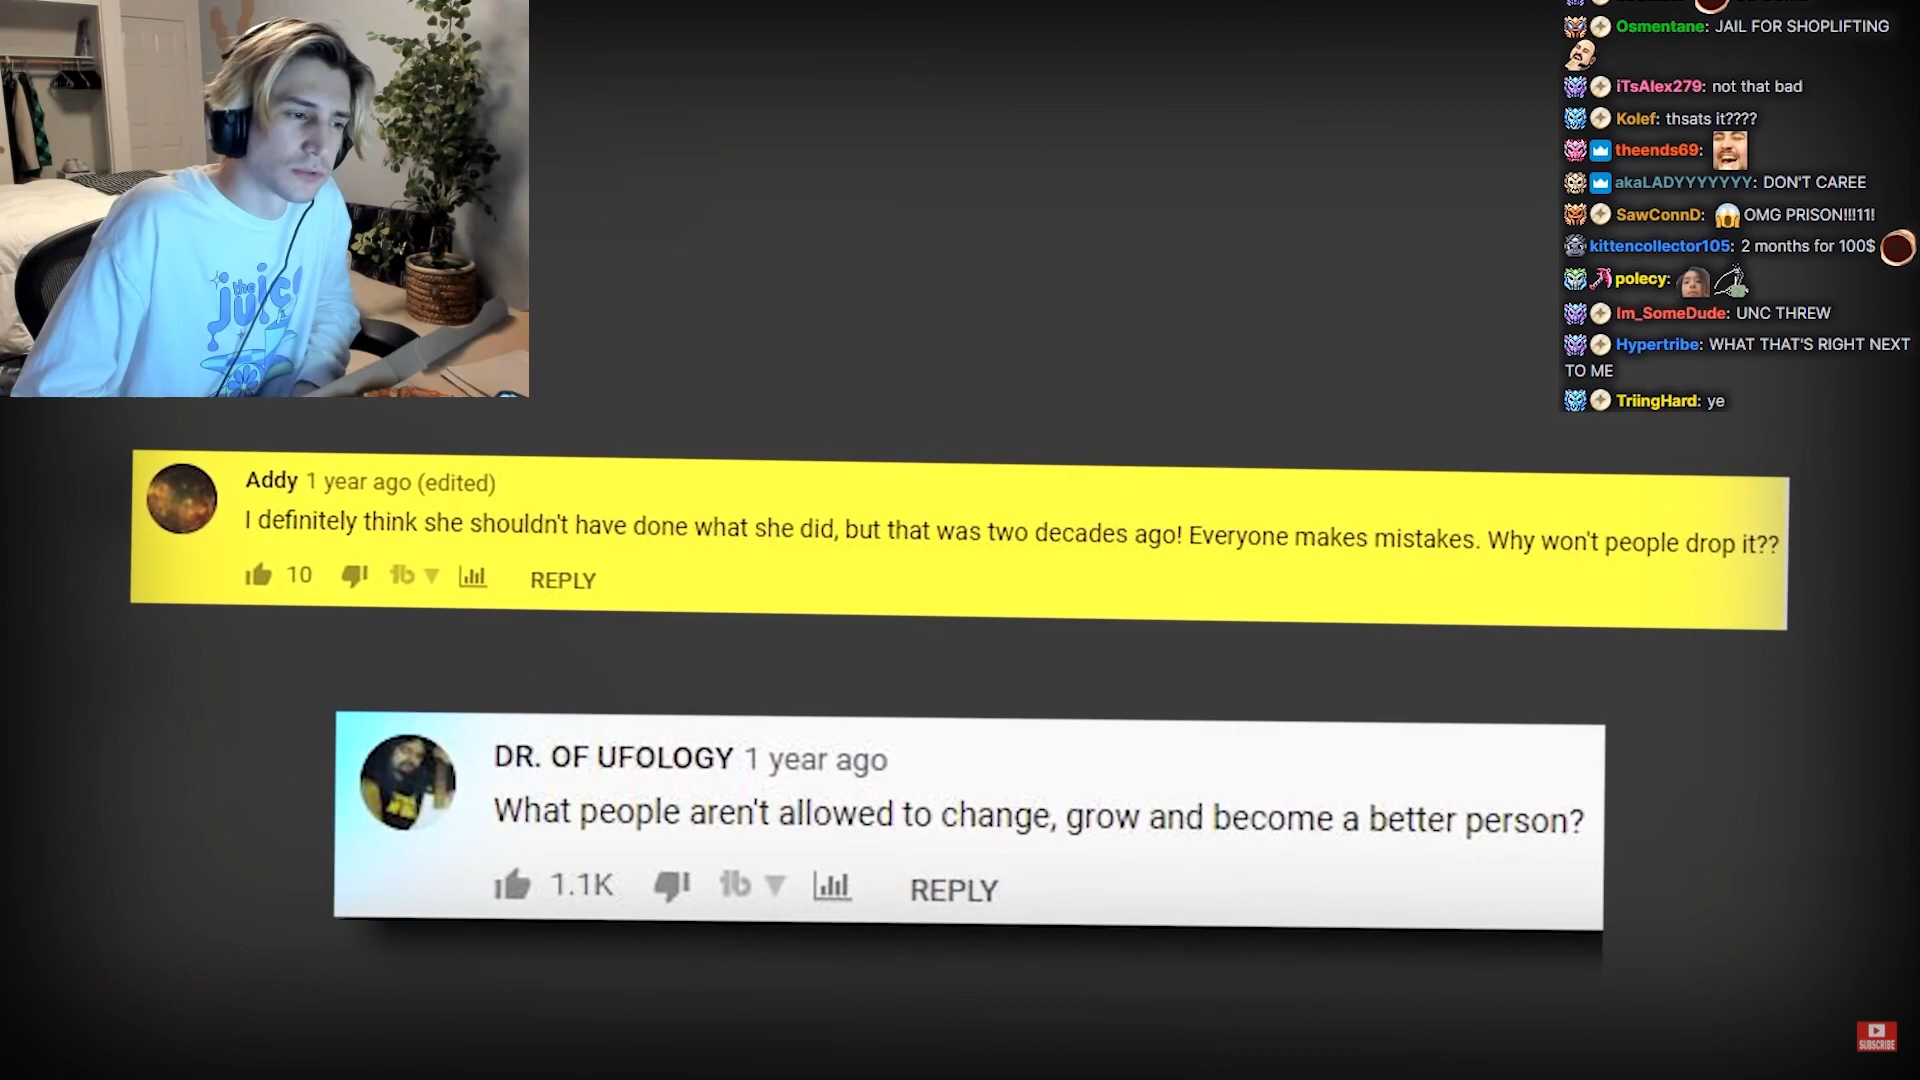 Osmentane: JAIL FOR SHOPLIFTING
iTsAlex279: not that bad
Kolef: thsats it????
theends69:
akaLADYYYYYYY: DON'T CAREE
SawConnD: OMG PRISON!!!11!
kittencollector105: 2 months for 100$
polecy:
Im_SomeDude: UNC THREW
Hypertribe: WHAT THAT'S RIGHT NEXT
TO ME
TriingHard: ye
the
juice
Addy 1 year ago (edited)
I definitely think she shouldn't have done what she did, but that was two decades ago! Everyone makes mistakes. Why won't people drop it??
10 REPLY
DR. OF UFOLOGY 1 year ago
What people aren't allowed to change, grow and become a better person?
1.1K REPLY
SUBSCRIBE